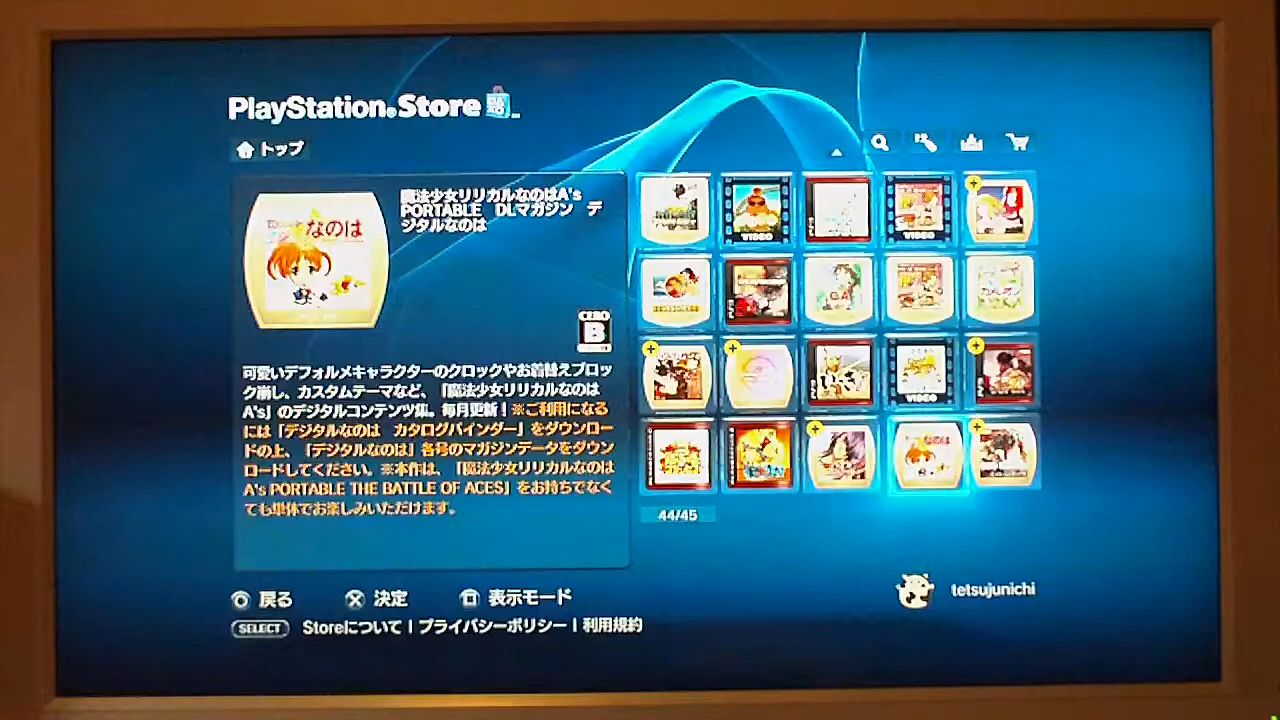 PlayStation®Store
トップ
魔法少女リリカルなのはA's
PORTABLE DLマガジン デ
ジタルなのは
なのは
CERO
B
可愛いデフォルメキャラクターのクロックやお着替えブロッ
ク崩し、カスタムテーマなど、「魔法少女リリカルなのは
A's」のデジタルコンテンツ集。毎月更新！※ご利用になる
には「デジタルなのは カタログバインダー」をダウンロー
ドの上、「デジタルなのは」各号のマガジンデータをダウン
ロードしてください。※本作は、「魔法少女リリカルなのは
A's PORTABLE THE BATTLE OF ACES」をお持ちでなく
ても単体でお楽しみいただけます。
VIDEO
VIDEO
VIDEO
なのは
44/45
tetsujunichi
戻る 決定 表示モード
SELECT Storeについて | プライバシーポリシー | 利用規約